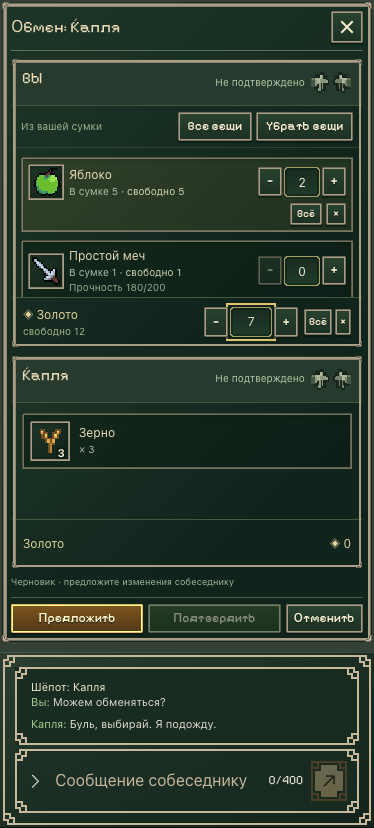 Обмен: Капля
×
Вы
Не подтверждено
Из вашей сумки
Все вещи
Убрать вещи
Яблоко
В сумке 5 · свободно 5
- 2 +
Всё ×
Простой меч
В сумке 1 · свободно 1
Прочность 180/200
- 0 +
Золото
свободно 12
- 7 + Всё ×
Капля
Не подтверждено
3
Зерно
x 3
Золото
0
Черновик · предложите изменения собеседнику
Предложить
Подтвердить
Отменить
Шёпот: Капля
Вы: Можем обменяться?
Капля: Буль, выбирай. Я подожду.
Сообщение собеседнику 0/400